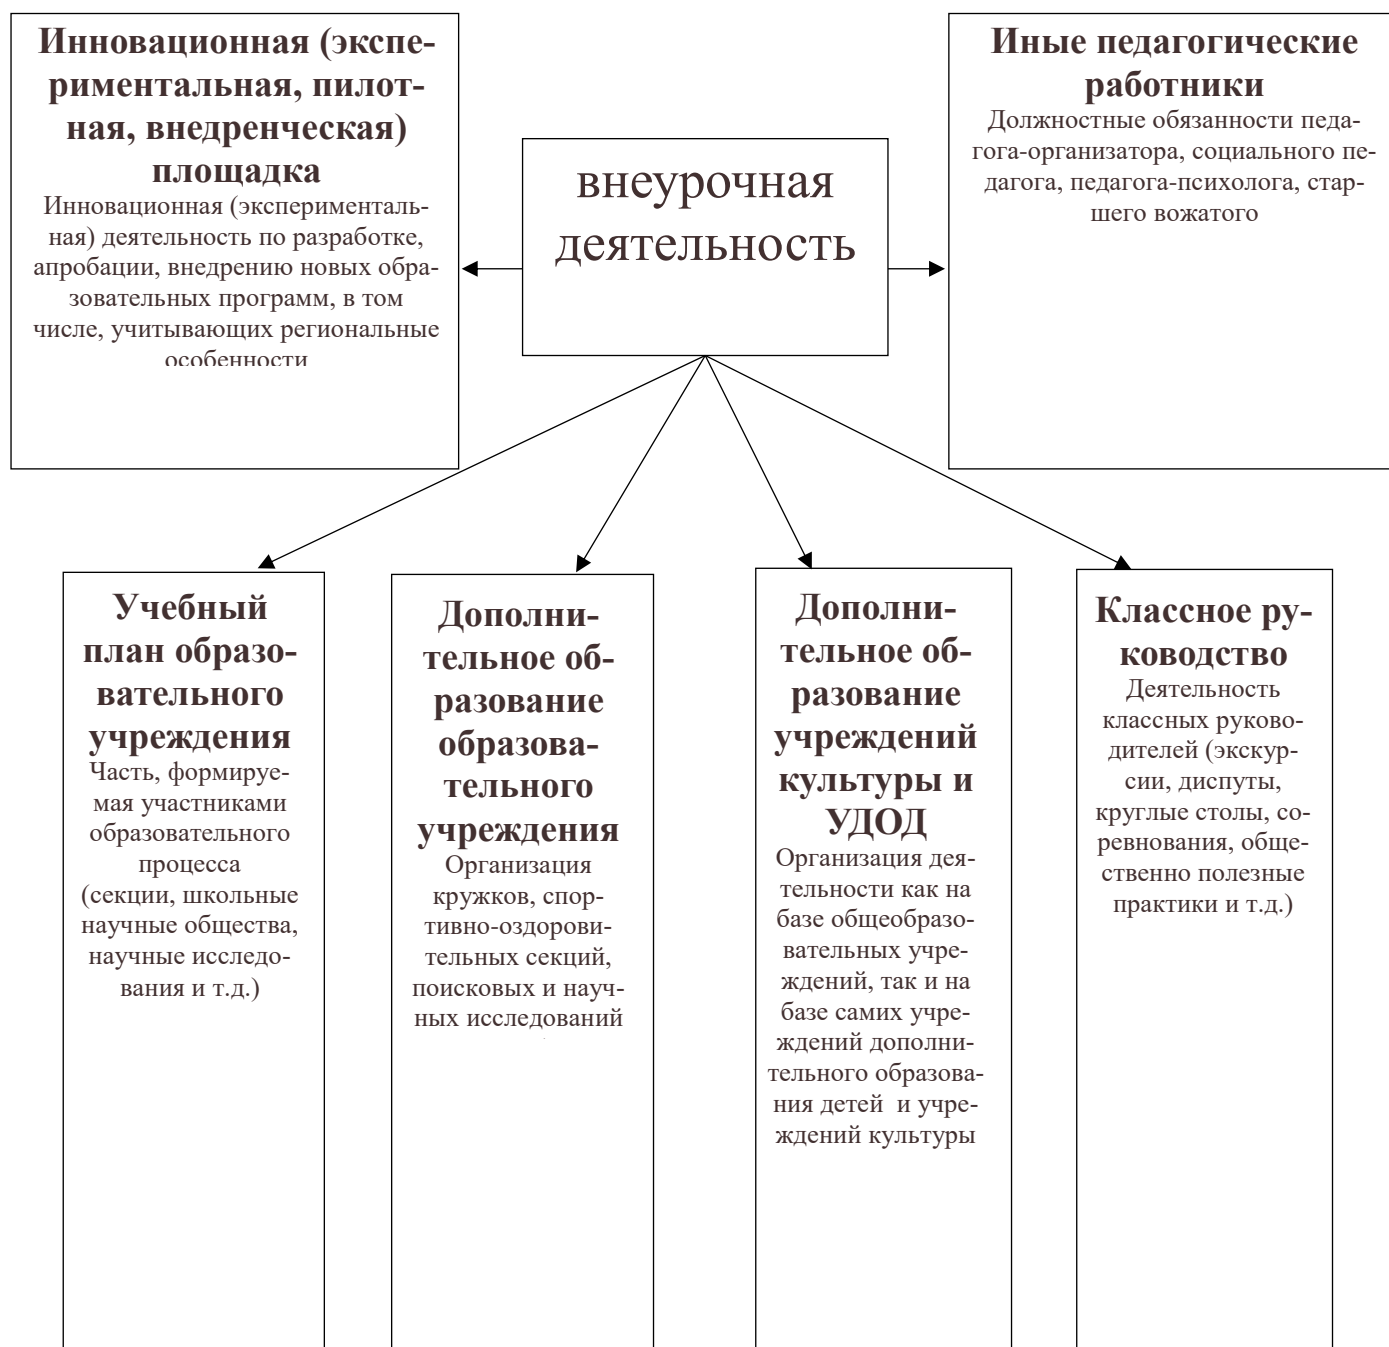 Инновационная (экспе-
риментальная, пилот-
ная, внедренческая)
площадка
Инновационная (эксперименталь-
ная) деятельность по разработке,
апробации, внедрению новых обра-
зовательных программ, в том
числе, учитывающих региональные
особенности
внеурочная
деятельность
Иные педагогические
работники
Должностные обязанности педа-
гога-организатора, социального пе-
дагога, педагога-психолога, стар-
шего вожатого
Учебный
план образо-
вательного
учреждения
Часть, формируе-
мая участниками
образовательного
процесса
(секции, школьные
научные общества,
научные исследо-
вания и т.д.)
Дополни-
тельное об-
разование
образова-
тельного
учреждения
Организация
кружков, спор-
тивно-оздорови-
тельных секций,
поисковых и науч-
ных исследований
Дополни-
тельное об-
разование
учреждений
культуры и
УДОД
Организация дея-
тельности как на
базе общеобразо-
вательных учре-
ждений, так и на
базе самих учре-
ждений дополни-
тельного образова-
ния детей  и учре-
ждений культуры
Классное ру-
ководство
Деятельность
классных руково-
дителей (экскур-
сии, диспуты,
круглые столы, со-
ревнования, обще-
ственно полезные
практики и т.д.)